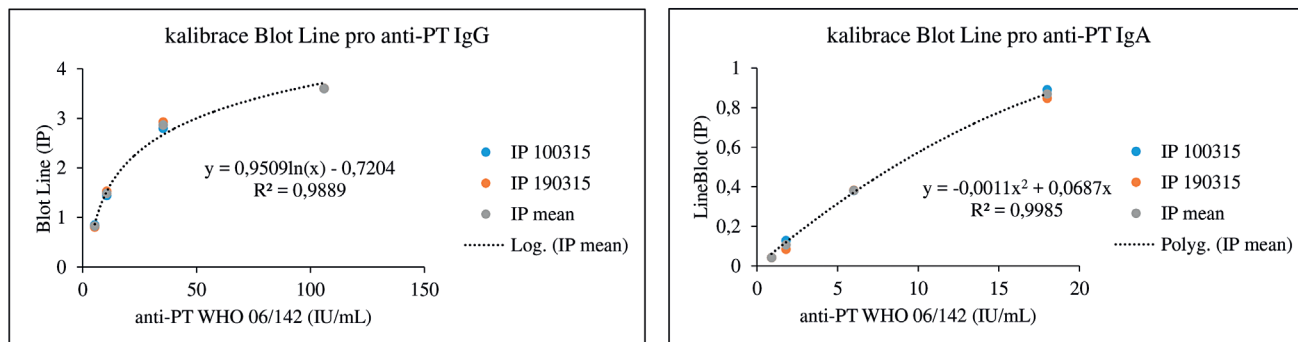 kalibrace Blot Line pro anti-PT IgG
4
3
2
1
0
Blot Line (IP)
0 50 100 150
anti-PT WHO 06/142 (IU/mL)
y = 0,9509ln(x) - 0,7204
R² = 0,9889
IP 100315
IP 190315
IP mean
Log. (IP mean)
kalibrace Blot Line pro anti-PT IgA
1
0,8
0,6
0,4
0,2
0
LineBlot (IP)
0 5 10 15 20
anti-PT WHO 06/142 (IU/mL)
y = -0,0011x² + 0,0687x
R² = 0,9985
IP 100315
IP 190315
IP mean
Polyg. (IP mean)